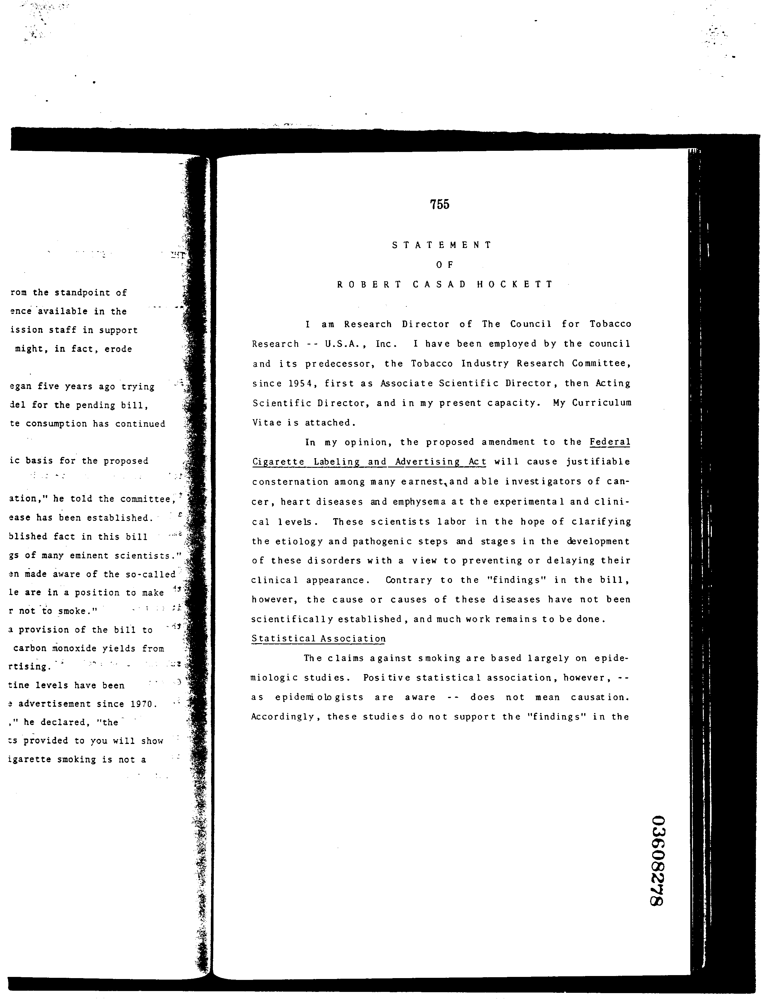 rom the standpoint of
ence available in the
ission staff in support
might, in fact, erode
egan five years ago trying
del for the pending bill,
te consumption has continued
ic basis for the proposed
ation," he told the committee,
ease has been established.
blished fact in this bill
gs of many eminent scientists."
en made aware of the so-called
le are in a position to make
r not to smoke."
a provision of the bill to
carbon monoxide yields from
rtising.
tine levels have been
e advertisement since 1970.
," he declared, "the
ts provided to you will show
igarette smoking is not a
755
STATEMENT
OF
ROBERT CASAD HOCKETT
I am Research Director of The Council for Tobacco
Research -- U.S.A., Inc. I have been employed by the council
and its predecessor, the Tobacco Industry Research Committee,
since 1954, first as Associate Scientific Director, then Acting
Scientific Director, and in my present capacity. My Curriculum
Vitae is attached.
In my opinion, the proposed amendment to the Federal
Cigarette Labeling and Advertising Act will cause justifiable
consternation among many earnest, and able investigators of can-
cer, heart diseases and emphysema at the experimental and clini-
cal levels. These scientists labor in the hope of clarifying
the etiology and pathogenic steps and stages in the development
of these disorders with a view to preventing or delaying their
clinical appearance. Contrary to the "findings" in the bill,
however, the cause or causes of these diseases have not been
scientifically established, and much work remains to be done.
Statistical Association
The claims against smoking are based largely on epide-
miologic studies. Positive statistical association, however, --
as epidemiologists are aware -- does not mean causation.
Accordingly, these studies do not support the "findings" in the
03608278